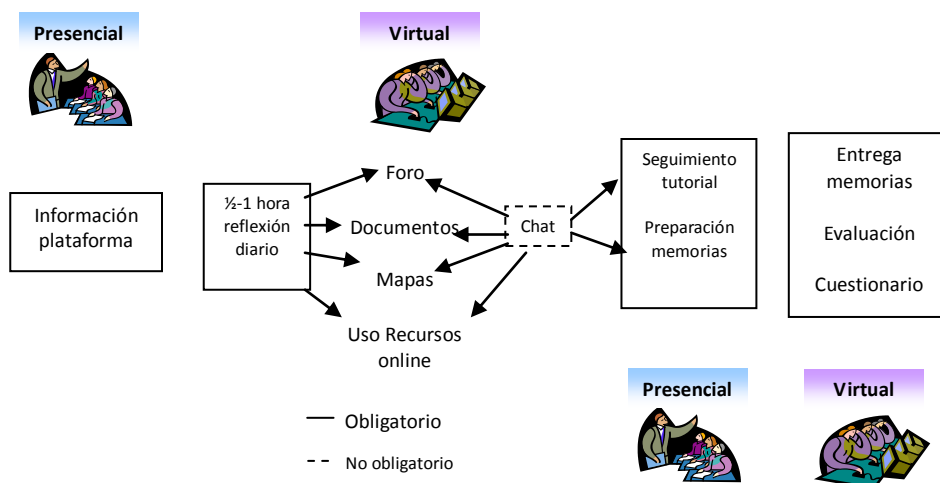 Presencial
Virtual
Información
plataforma
½-1 hora
reflexión
diario
Foro
Documentos
Mapas
Uso Recursos
online
Chat
Seguimiento
tutorial
Preparación
memorias
Entrega
memorias
Evaluación
Cuestionario
Presencial
Virtual
Obligatorio
No obligatorio